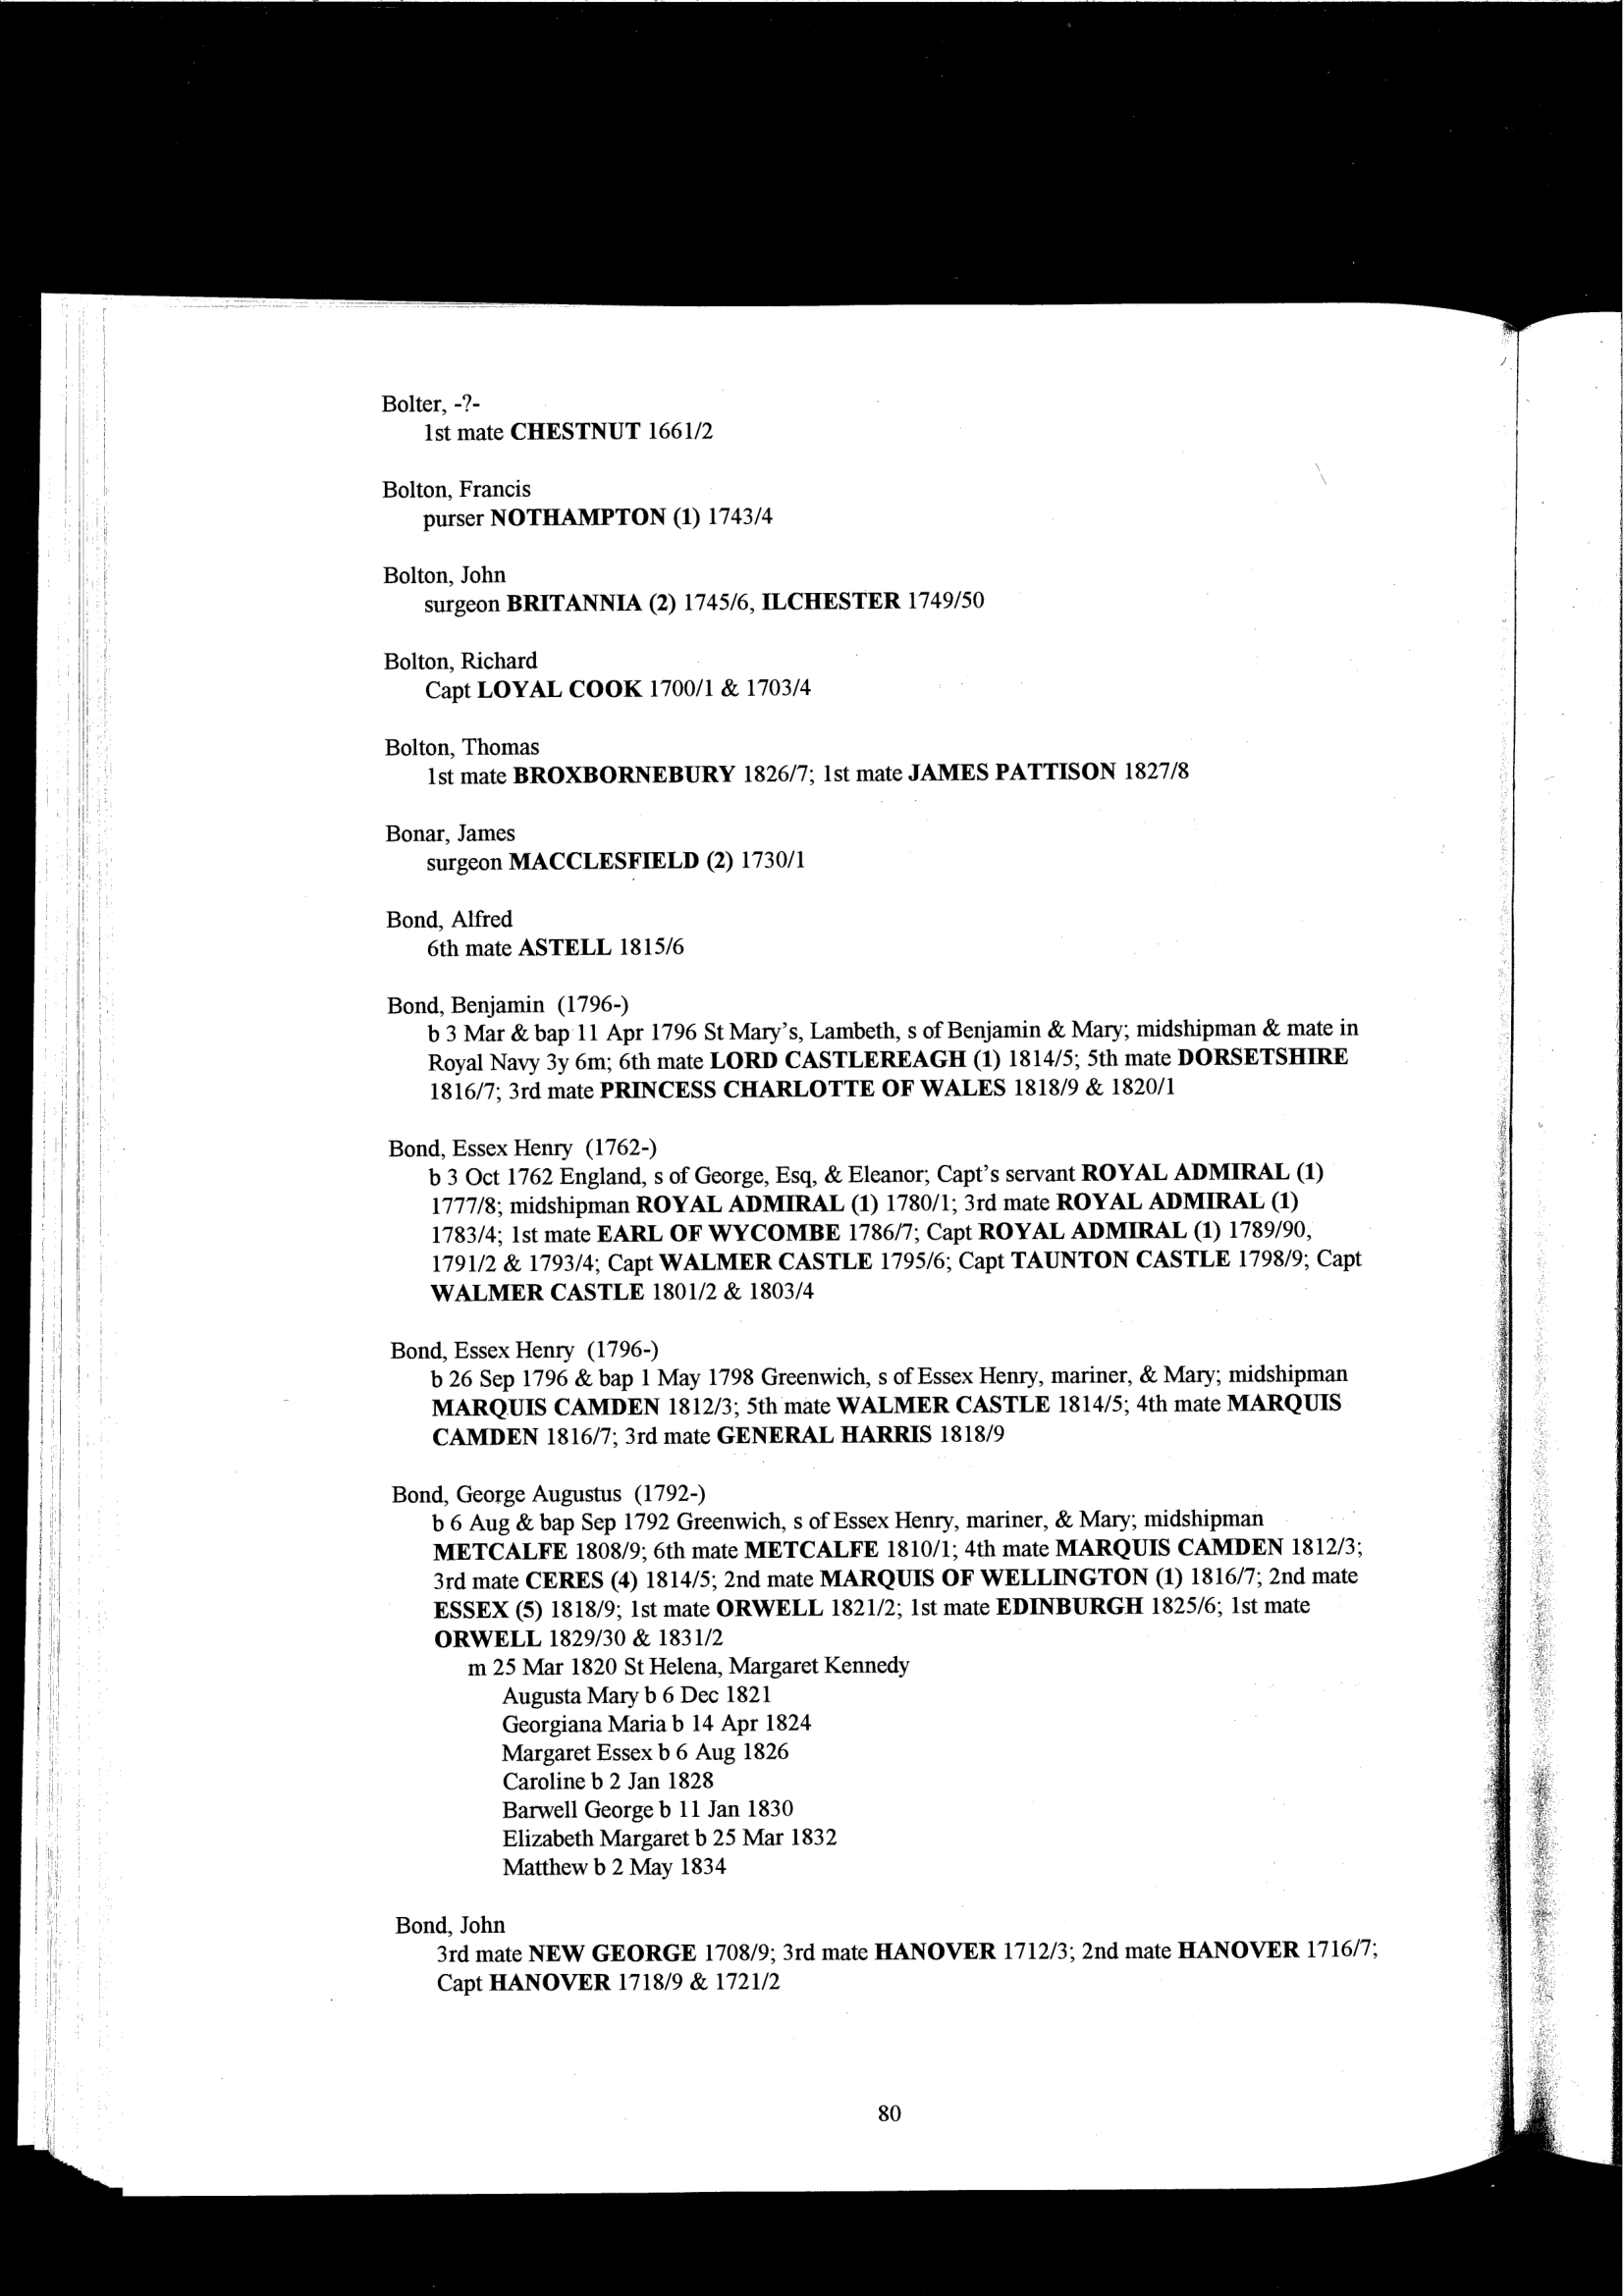 Bolter, -?-
1st mate CHESTNUT 1661/2
Bolton, Francis
purser NOTHAMPTON (1) 1743/4
Bolton, John
surgeon BRITANNIA (2) 1745/6, ILCHESTER 1749/50
Bolton, Richard
Capt LOYAL COOK 1700/1 & 1703/4
Bolton, Thomas
1st mate BROXBORNEBURY 1826/7; 1st mate JAMES PATTISON 1827/8
Bonar, James
surgeon MACCLESFIELD (2) 1730/1
Bond, Alfred
6th mate ASTELL 1815/6
Bond, Benjamin (1796-)
b 3 Mar & bap 11 Apr 1796 St Mary's, Lambeth, s of Benjamin & Mary; midshipman & mate in
Royal Navy 3y 6m; 6th mate LORD CASTLEREAGH (1) 1814/5; 5th mate DORSETSHIRE
1816/7; 3rd mate PRINCESS CHARLOTTE OF WALES 1818/9 & 1820/1
Bond, Essex Henry (1762-)
b 3 Oct 1762 England, s of George, Esq, & Eleanor; Capt's servant ROYAL ADMIRAL (1)
1777/8; midshipman ROYAL ADMIRAL (1) 1780/1; 3rd mate ROYAL ADMIRAL (1)
1783/4; 1st mate EARL OF WYCOMBE 1786/7; Capt ROYAL ADMIRAL (1) 1789/90,
1791/2 & 1793/4; Capt WALMER CASTLE 1795/6; Capt TAUNTON CASTLE 1798/9; Capt
WALMER CASTLE 1801/2 & 1803/4
Bond, Essex Henry (1796-)
b 26 Sep 1796 & bap 1 May 1798 Greenwich, s of Essex Henry, mariner, & Mary; midshipman
MARQUIS CAMDEN 1812/3; 5th mate WALMER CASTLE 1814/5; 4th mate MARQUIS
CAMDEN 1816/7; 3rd mate GENERAL HARRIS 1818/9
Bond, George Augustus (1792-)
b 6 Aug & bap Sep 1792 Greenwich, s of Essex Henry, mariner, & Mary; midshipman
METCALFE 1808/9; 6th mate METCALFE 1810/1; 4th mate MARQUIS CAMDEN 1812/3;
3rd mate CERES (4) 1814/5; 2nd mate MARQUIS OF WELLINGTON (1) 1816/7; 2nd mate
ESSEX (5) 1818/9; 1st mate ORWELL 1821/2; 1st mate EDINBURGH 1825/6; 1st mate
ORWELL 1829/30 & 1831/2
m 25 Mar 1820 St Helena, Margaret Kennedy
Augusta Mary b 6 Dec 1821
Georgiana Maria b 14 Apr 1824
Margaret Essex b 6 Aug 1826
Caroline b 2 Jan 1828
Barwell George b 11 Jan 1830
Elizabeth Margaret b 25 Mar 1832
Matthew b 2 May 1834
Bond, John
3rd mate NEW GEORGE 1708/9; 3rd mate HANOVER 1712/3; 2nd mate HANOVER 1716/7;
Capt HANOVER 1718/9 & 1721/2
80